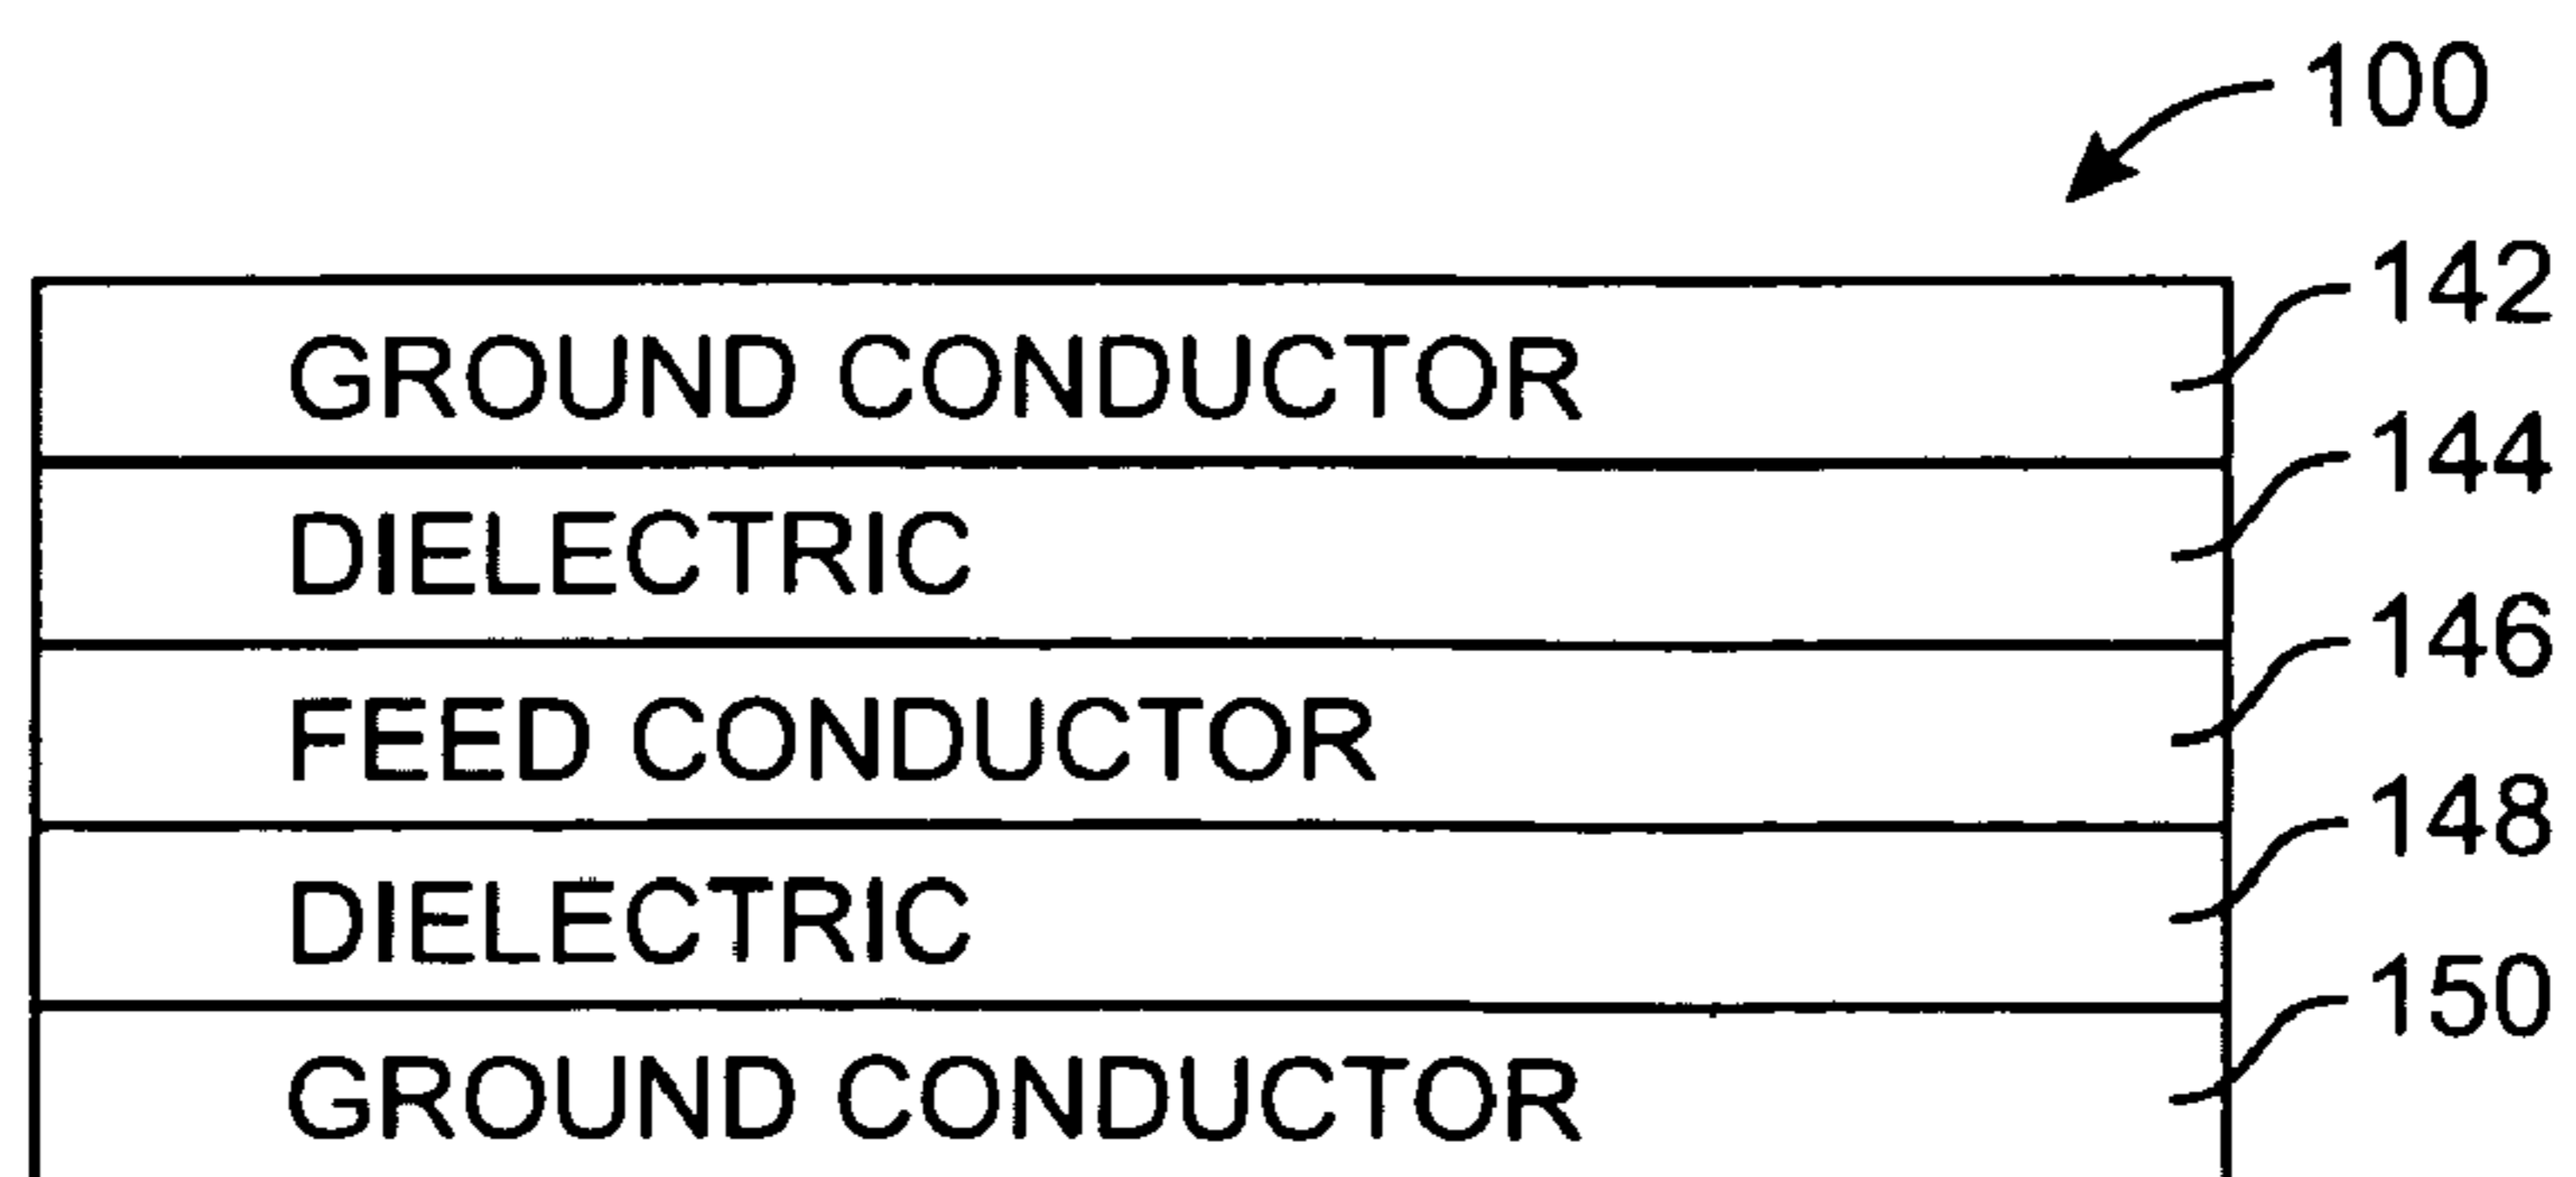 100
GROUND CONDUCTOR 142
DIELECTRIC 144
FEED CONDUCTOR 146
DIELECTRIC 148
GROUND CONDUCTOR 150